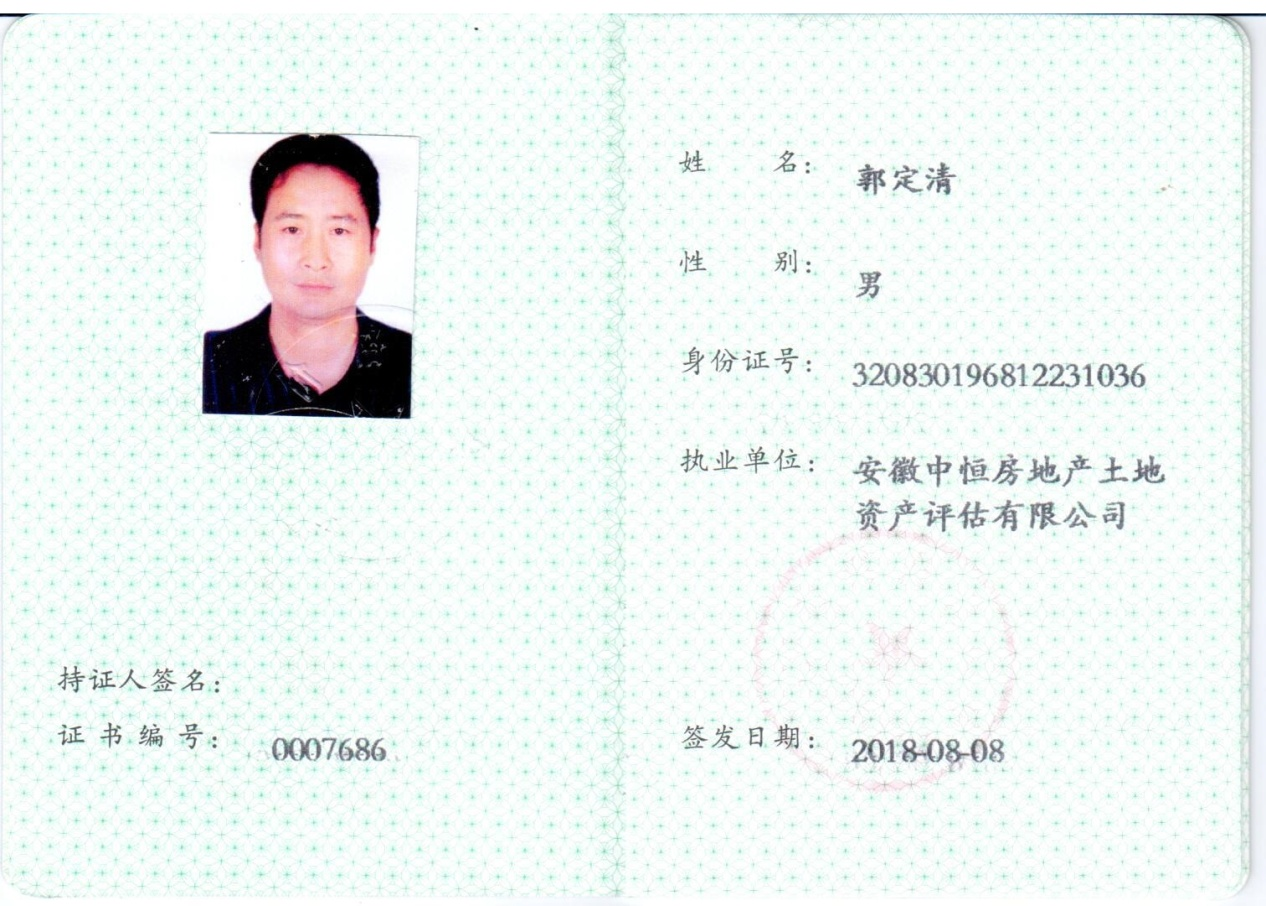 持证人签名：
证书编号： 0007686
姓名： 郭定清
性别： 男
身份证号： 320830196812231036
执业单位： 安徽中恒房地产土地
资产评估有限公司
签发日期： 2018-08-08